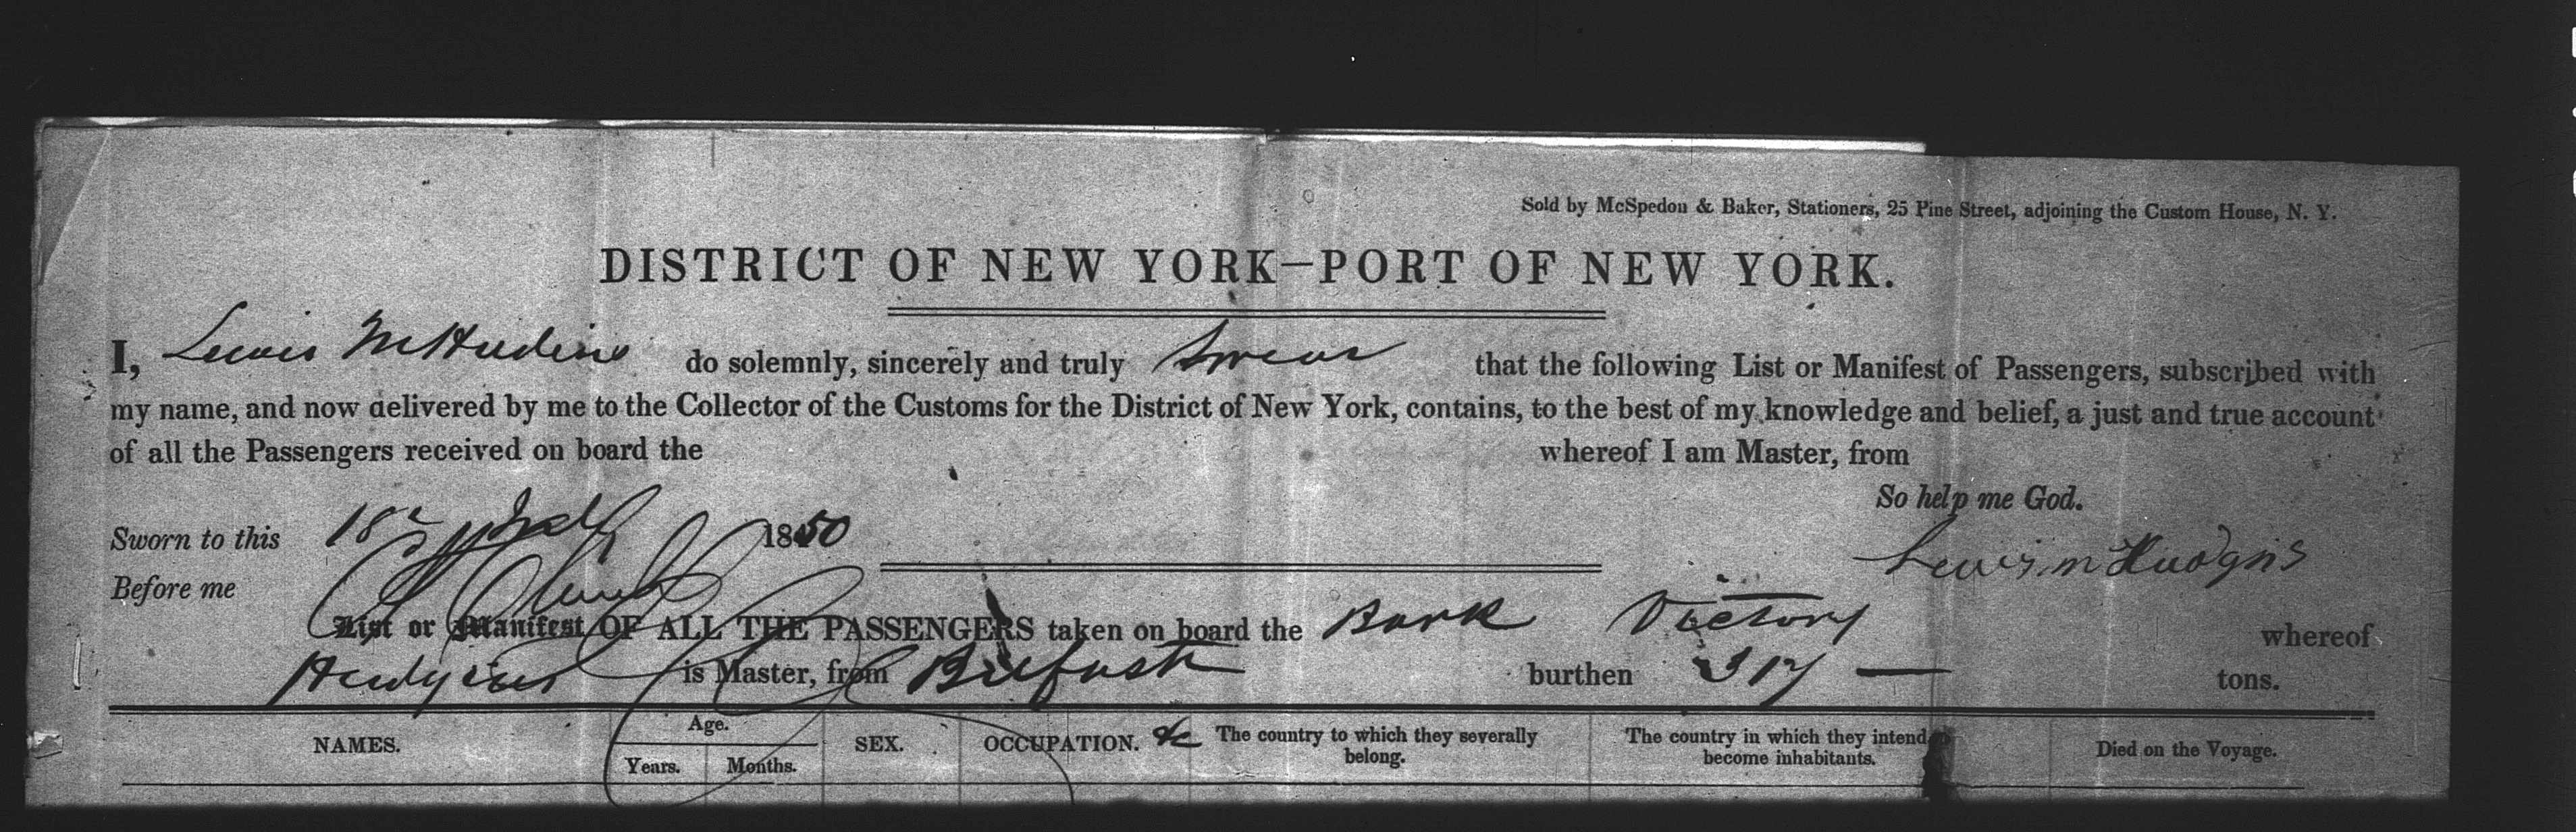 Sold by McSpedon & Baker, Stationers, 25 Pine Street, adjoining the Custom House, N. Y.
DISTRICT OF NEW YORK—PORT OF NEW YORK.
I, Lewis M Hudgins do solemnly, sincerely and truly swear that the following List or Manifest of Passengers, subscribed with
my name, and now delivered by me to the Collector of the Customs for the District of New York, contains, to the best of my knowledge and belief, a just and true account
of all the Passengers received on board the whereof I am Master, from
So help me God.
Sworn to this 18 1850
Lewis M Hudgins
Before me
List or Manifest OF ALL THE PASSENGERS taken on board the Bark Victory whereof
Hudgins is Master, from Belfast burthen 317 — tons.
NAMES. Age. Years. Months. SEX. OCCUPATION. &c The country to which they severally belong. The country in which they intend to become inhabitants. Died on the Voyage.